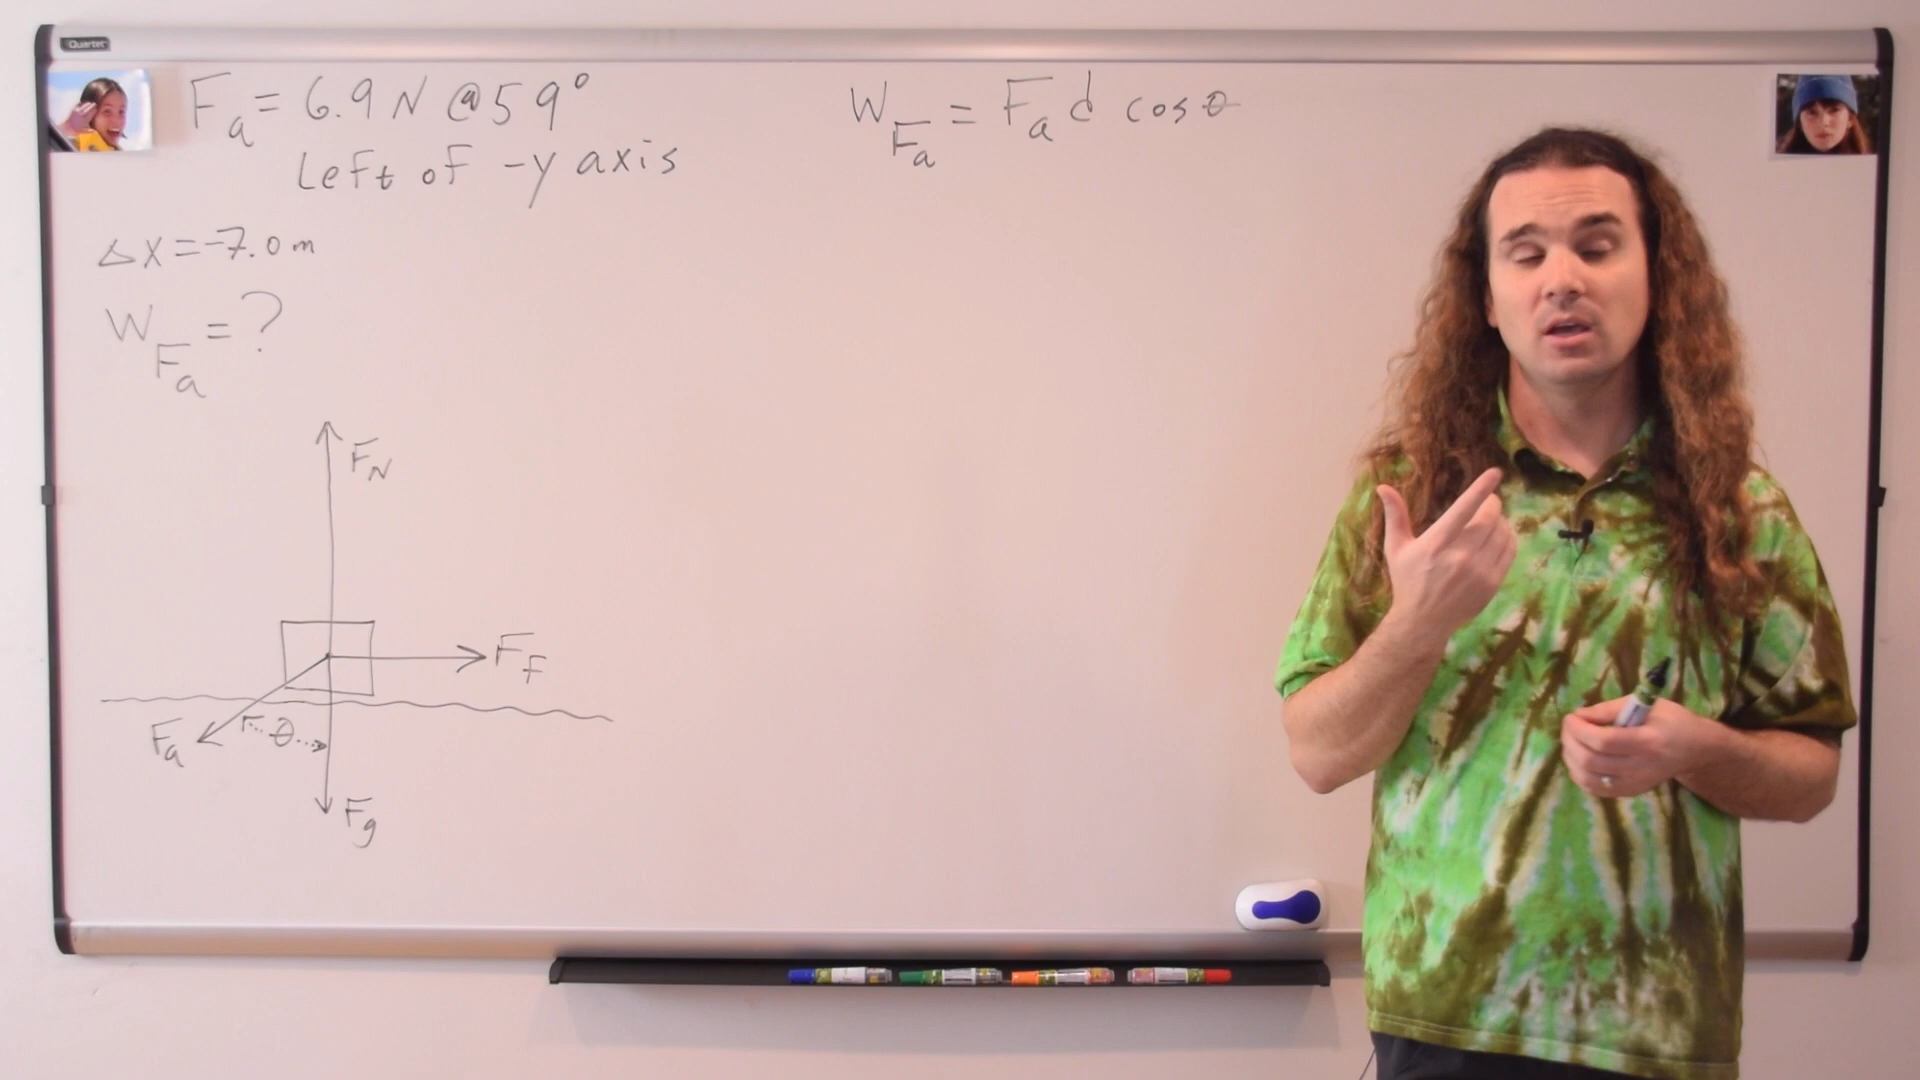 Quartet
Fa = 6.9 N @ 59°
Left of -y axis
Δx = -7.0 m
WFa = ?
WFa = Fa d cos θ
FN
FF
Fa
θ
Fg